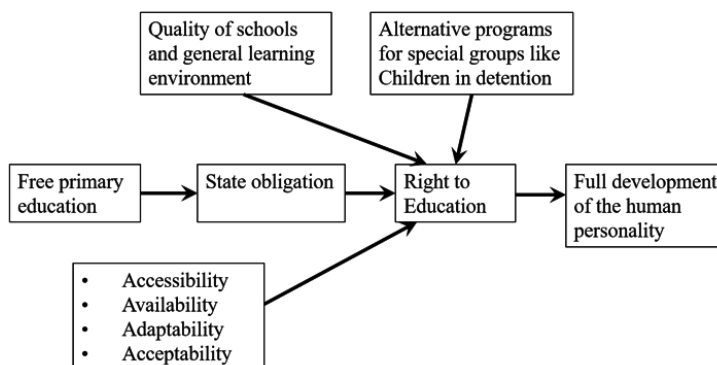 Quality of schools
and general learning
environment
Alternative programs
for special groups like
Children in detention
Free primary
education
State obligation
Right to
Education
Full development
of the human
personality
• Accessibility
• Availability
• Adaptability
• Acceptability